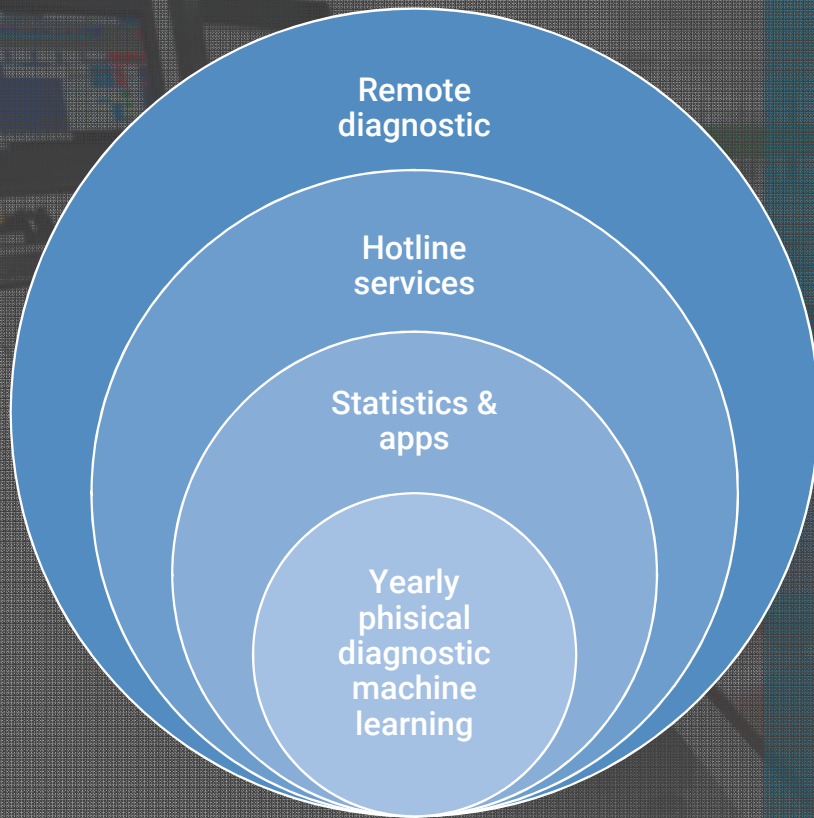 Remote
diagnostic
Hotline
services
Statistics &
apps
Yearly
phisical
diagnostic
machine
learning